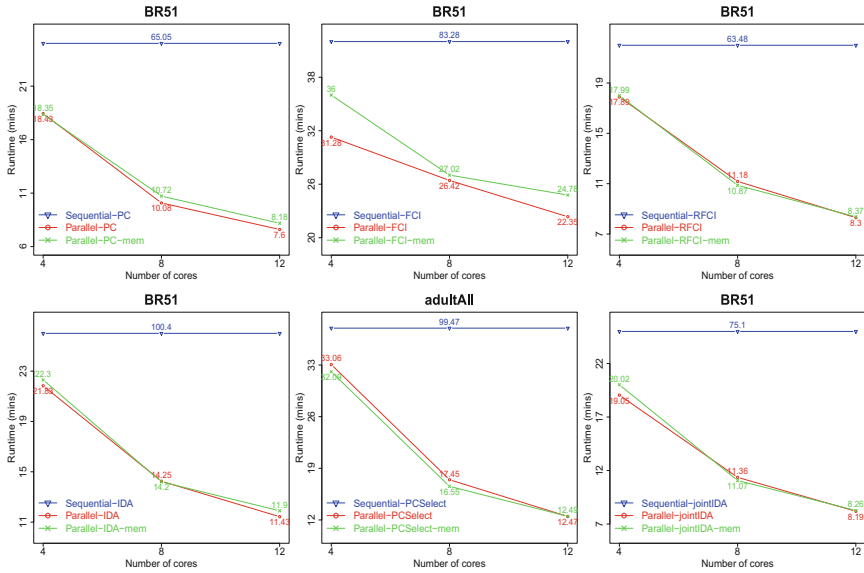 BR51
65.05
18.35
18.43
10.72
10.08
8.18
7.6
Sequential−PC
Parallel−PC
Parallel−PC−mem
6 11 16 21
4 8 12
Runtime (mins)
Number of cores
BR51
83.28
36
31.28
27.02
26.42
24.78
22.35
Sequential−FCI
Parallel−FCI
Parallel−FCI−mem
20 26 32 38
4 8 12
Runtime (mins)
Number of cores
BR51
63.48
17.99
17.89
11.18
10.87
8.37
8.3
Sequential−RFCI
Parallel−RFCI
Parallel−RFCI−mem
7 11 15 19
4 8 12
Runtime (mins)
Number of cores
BR51
100.4
22.3
21.83
14.25
14.2
11.9
11.43
Sequential−IDA
Parallel−IDA
Parallel−IDA−mem
11 15 19 23
4 8 12
Runtime (mins)
Number of cores
adultAll
99.47
33.06
32.09
17.45
16.55
12.49
12.47
Sequential−PCSelect
Parallel−PCSelect
Parallel−PCSelect−mem
12 19 28 33
4 8 12
Runtime (mins)
Number of cores
BR51
75.1
20.02
19.05
11.36
11.07
8.26
8.19
Sequential−jointIDA
Parallel−jointIDA
Parallel−jointIDA−mem
7 12 17 22
4 8 12
Runtime (mins)
Number of cores